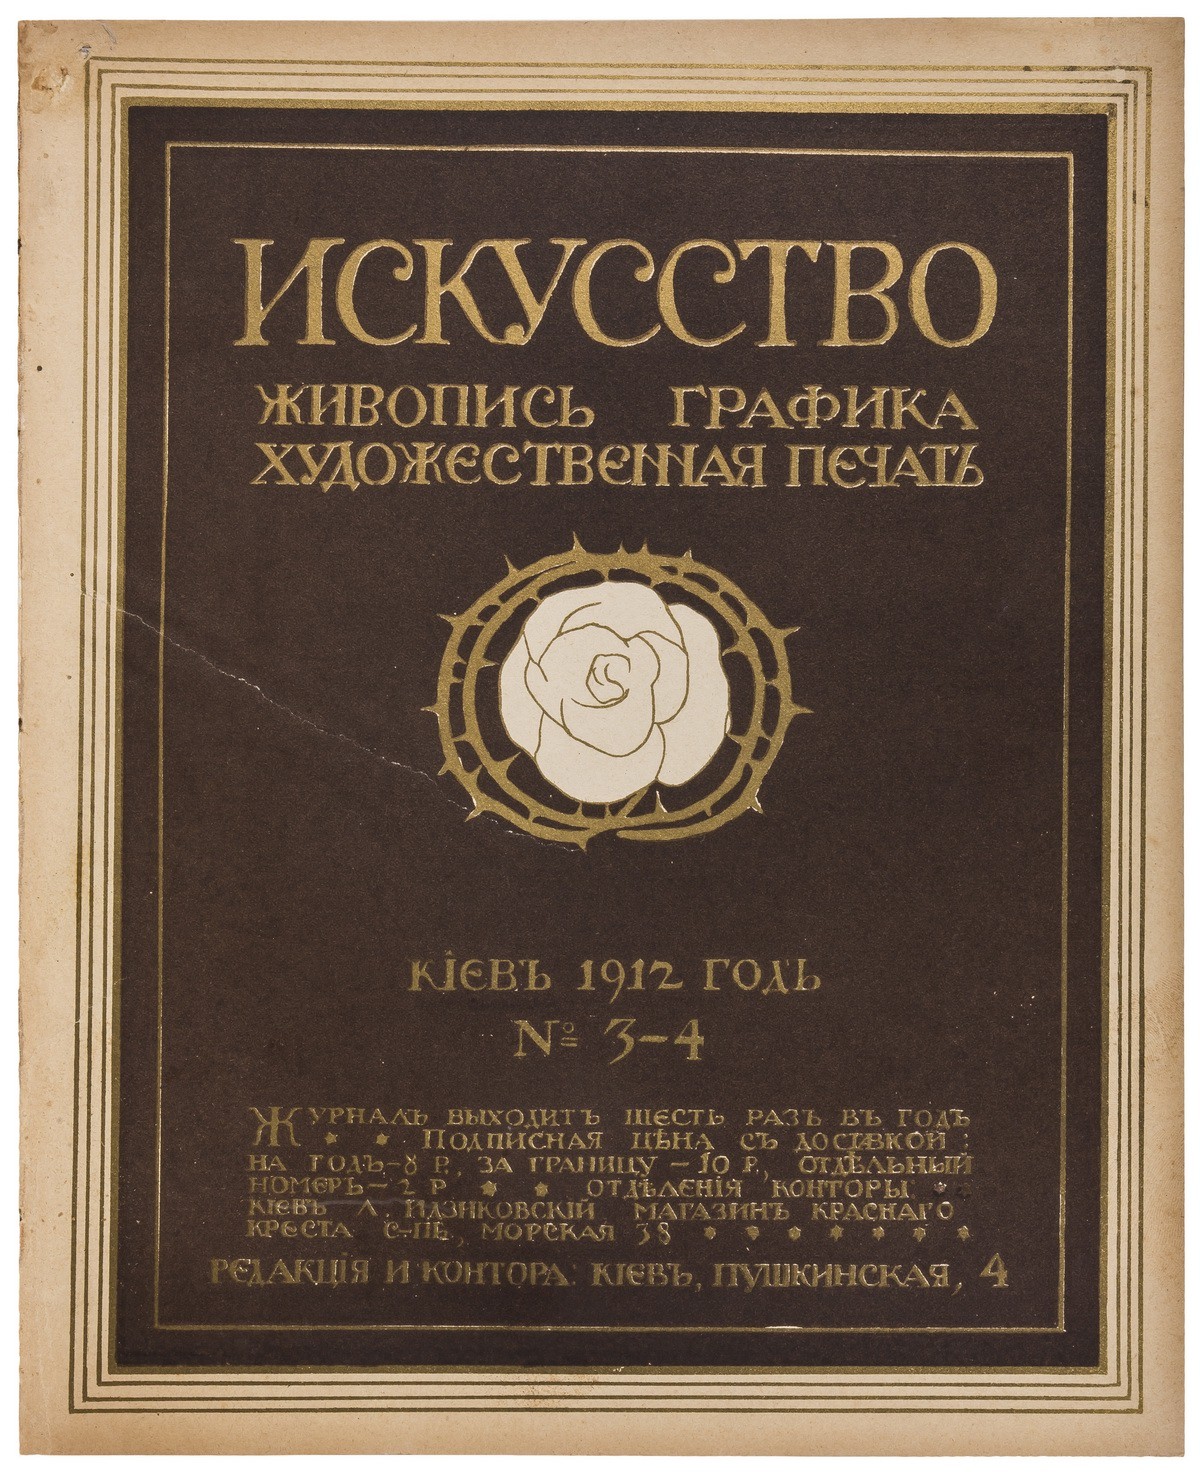 ИСКУССТВО
ЖИВОПИСЬ ГРАФИКА
ХУДОЖЕСТВЕННАЯ ПЕЧАТЬ
КІЕВЪ 1912 ГОДЪ
№ 3–4
ЖУРНАЛЪ ВЫХОДИТЪ ШЕСТЬ РАЗЪ ВЪ ГОДЪ
ПОДПИСНАЯ ЦѢНА СЪ ДОСТАВКОЙ:
НА ГОДЪ–8 Р., ЗА ГРАНИЦУ – 10 Р., ОТДѢЛЬНЫЙ
НОМЕРЪ – 2 Р. * * ОТДѢЛЕНІЯ КОНТОРЫ: * *
КІЕВЪ Л. ИДЗИКОВСКІЙ МАГАЗИНЪ КРАСНАГО
КРЕСТА С-ПБ., МОРСКАЯ 38 * * * * * * *
РЕДАКЦІЯ И КОНТОРА: КІЕВЪ, ПУШКИНСКАЯ, 4